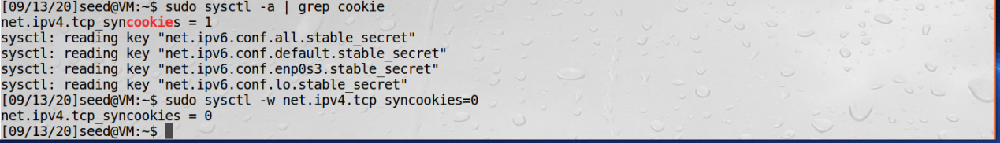 [09/13/20]seed@VM:~$ sudo sysctl -a | grep cookie
net.ipv4.tcp_syncookies = 1
sysctl: reading key "net.ipv6.conf.all.stable_secret"
sysctl: reading key "net.ipv6.conf.default.stable_secret"
sysctl: reading key "net.ipv6.conf.enp0s3.stable_secret"
sysctl: reading key "net.ipv6.conf.lo.stable_secret"
[09/13/20]seed@VM:~$ sudo sysctl -w net.ipv4.tcp_syncookies=0
net.ipv4.tcp_syncookies = 0
[09/13/20]seed@VM:~$